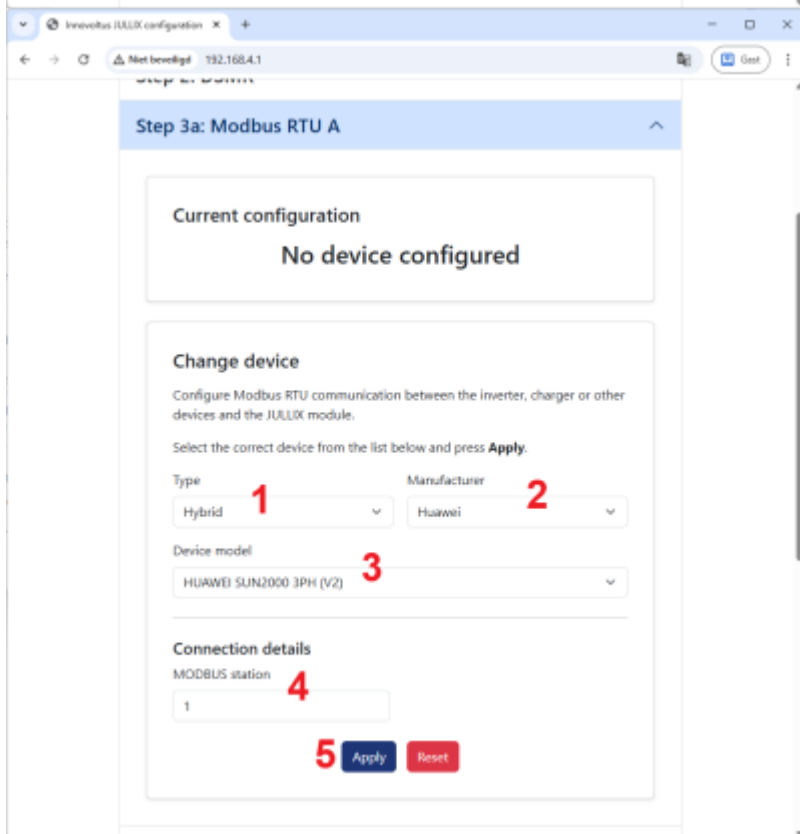 Innovoltus JULLIX configuration
Niet beveiligd 192.168.4.1
Gast
Step 2: DSMR
Step 3a: Modbus RTU A
Current configuration
No device configured
Change device
Configure Modbus RTU communication between the inverter, charger or other
devices and the JULLIX module.
Select the correct device from the list below and press Apply.
Type
Manufacturer
1
2
Hybrid
Huawei
Device model
3
HUAWEI SUN2000 3PH (V2)
Connection details
MODBUS station
4
1
5 Apply Reset